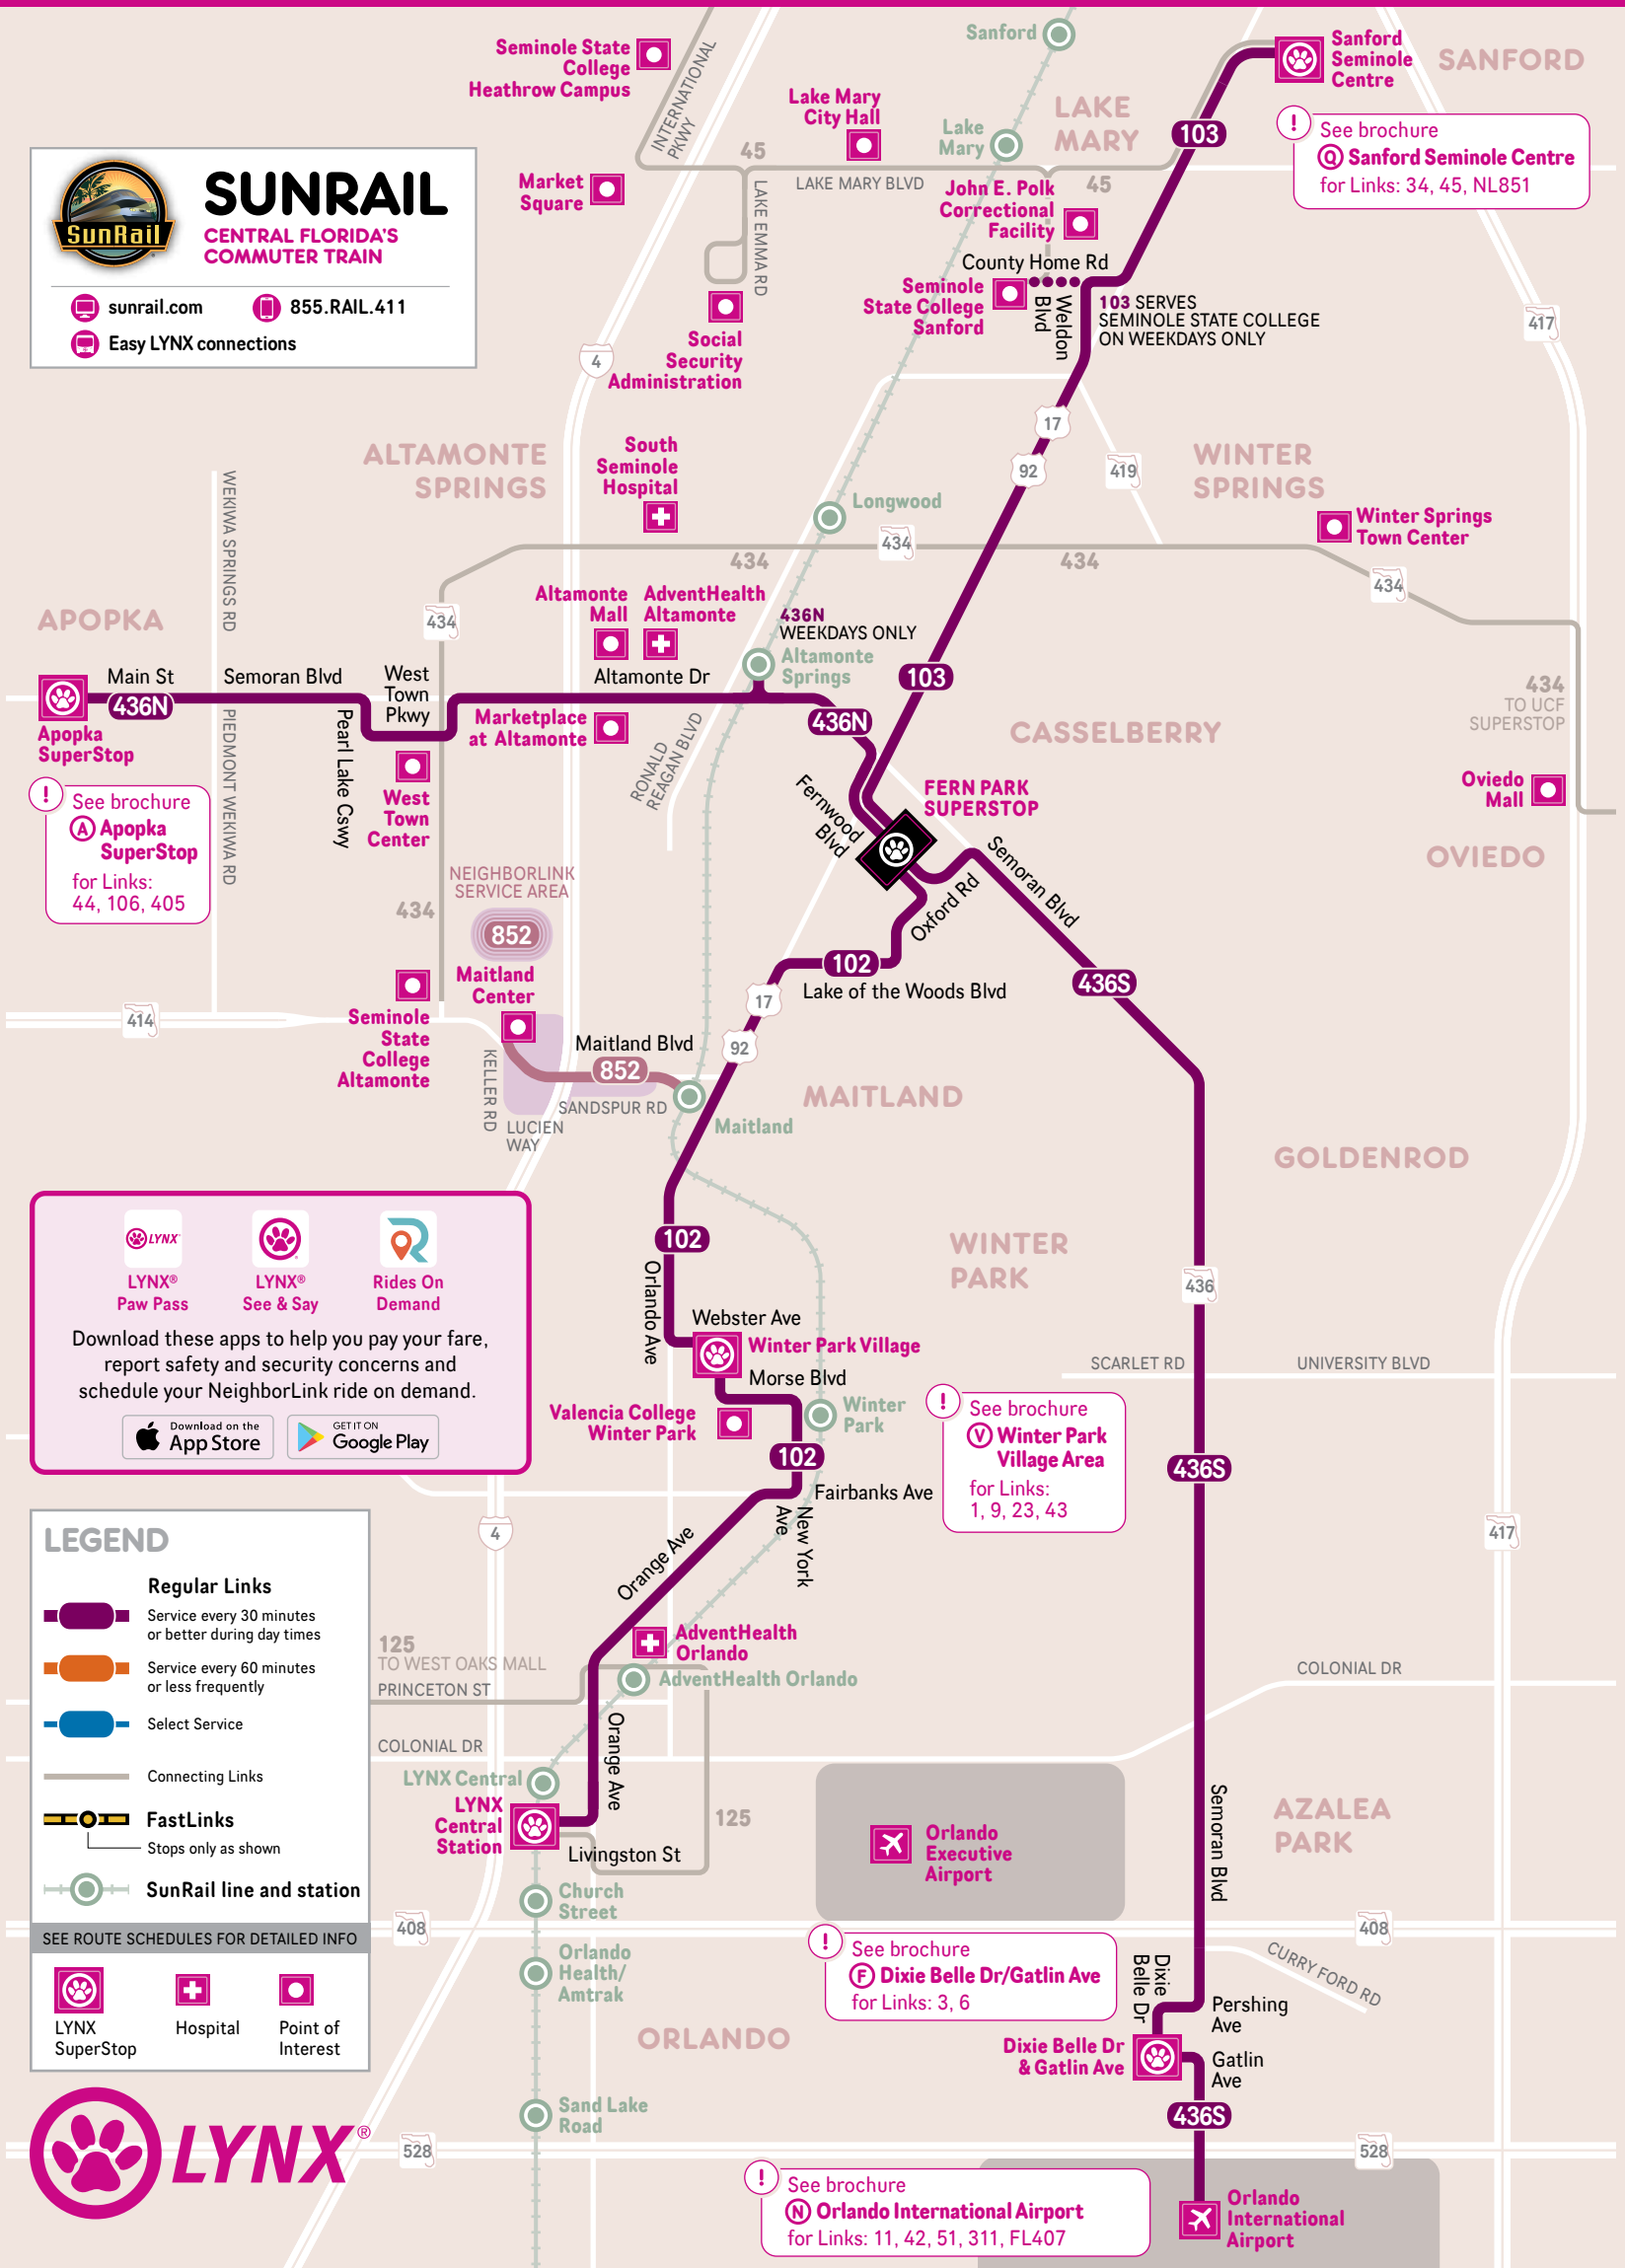 Sanford
Seminole State
College
Heathrow Campus
INTERNATIONAL
PKWY
Lake Mary
City Hall
Lake
Mary
LAKE
MARY
103
Sanford
Seminole
Centre
SANFORD
!
See brochure
Q Sanford Seminole Centre
for Links: 34, 45, NL851
SunRail
SUNRAIL
CENTRAL FLORIDA'S
COMMUTER TRAIN
sunrail.com
855.RAIL.411
Easy LYNX connections
45
LAKE MARY BLVD
45
Market
Square
LAKE EMMA RD
John E. Polk
Correctional
Facility
County Home Rd
Seminole
State College
Sanford
Weldon
Blvd
103 SERVES
SEMINOLE STATE COLLEGE
ON WEEKDAYS ONLY
Social
Security
Administration
4
417
17
92
419
ALTAMONTE
SPRINGS
South
Seminole
Hospital
Longwood
WINTER
SPRINGS
Winter Springs
Town Center
434
434
434
434
WEKIWA SPRINGS RD
APOPKA
434
Altamonte
Mall
AdventHealth
Altamonte
436N
WEEKDAYS ONLY
Altamonte
Springs
103
Main St
436N
Semoran Blvd
West
Town
Pkwy
Altamonte Dr
436N
Apopka
SuperStop
PIEDMONT WEKIWA RD
Pearl Lake Cswy
Marketplace
at Altamonte
RONALD
REAGAN BLVD
CASSELBERRY
434
TO UCF
SUPERSTOP
!
See brochure
A Apopka
SuperStop
for Links:
44, 106, 405
West
Town
Center
Fernwood
Blvd
FERN PARK
SUPERSTOP
Oviedo
Mall
OVIEDO
Semoran Blvd
Oxford Rd
434
NEIGHBORLINK
SERVICE AREA
852
102
Lake of the Woods Blvd
436S
Maitland
Center
Seminole
State
College
Altamonte
414
17
92
Maitland Blvd
852
KELLER RD
SANDSPUR RD
LUCIEN
WAY
Maitland
MAITLAND
GOLDENROD
LYNX
LYNX®
Paw Pass
LYNX®
See & Say
Rides On
Demand
Download these apps to help you pay your fare,
report safety and security concerns and
schedule your NeighborLink ride on demand.
Download on the
App Store
GET IT ON
Google Play
102
Orlando Ave
WINTER
PARK
436
Webster Ave
Winter Park Village
Morse Blvd
SCARLET RD
UNIVERSITY BLVD
Valencia College
Winter Park
Winter
Park
!
See brochure
V Winter Park
Village Area
for Links:
1, 9, 23, 43
102
436S
Fairbanks Ave
New York
Ave
Orange Ave
4
417
LEGEND
Regular Links
Service every 30 minutes
or better during day times
Service every 60 minutes
or less frequently
Select Service
Connecting Links
FastLinks
Stops only as shown
SunRail line and station
SEE ROUTE SCHEDULES FOR DETAILED INFO
LYNX
SuperStop
Hospital
Point of
Interest
125
TO WEST OAKS MALL
PRINCETON ST
AdventHealth
Orlando
AdventHealth Orlando
COLONIAL DR
COLONIAL DR
Orange Ave
LYNX Central
LYNX
Central
Station
Livingston St
125
Orlando
Executive
Airport
Semoran Blvd
AZALEA
PARK
Church
Street
408
408
Orlando
Health/
Amtrak
!
See brochure
F Dixie Belle Dr/Gatlin Ave
for Links: 3, 6
Dixie
Belle Dr
CURRY FORD RD
Pershing
Ave
ORLANDO
Dixie Belle Dr
& Gatlin Ave
Gatlin
Ave
Sand Lake
Road
436S
LYNX®
528
528
!
See brochure
N Orlando International Airport
for Links: 11, 42, 51, 311, FL407
Orlando
International
Airport